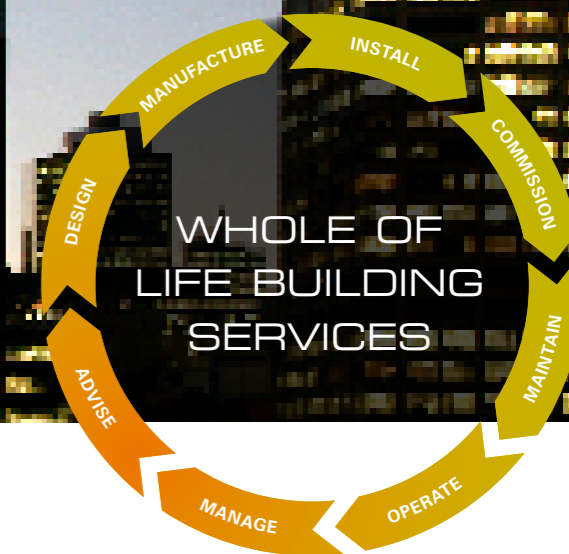 WHOLE OF
LIFE BUILDING
SERVICES
ADVISE
DESIGN
MANUFACTURE
INSTALL
COMMISSION
MAINTAIN
OPERATE
MANAGE